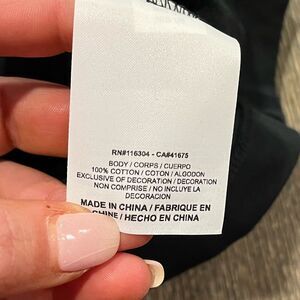 RN#116304 - CA#41675
BODY / CORPS / CUERPO
100% COTTON / COTON / ALGODON
EXCLUSIVE OF DECORATION / DECORATION
NON COMPRISE / NO INCLUYE LA
DECORACION
MADE IN CHINA / FABRIQUE EN
CHINE / HECHO EN CHINA